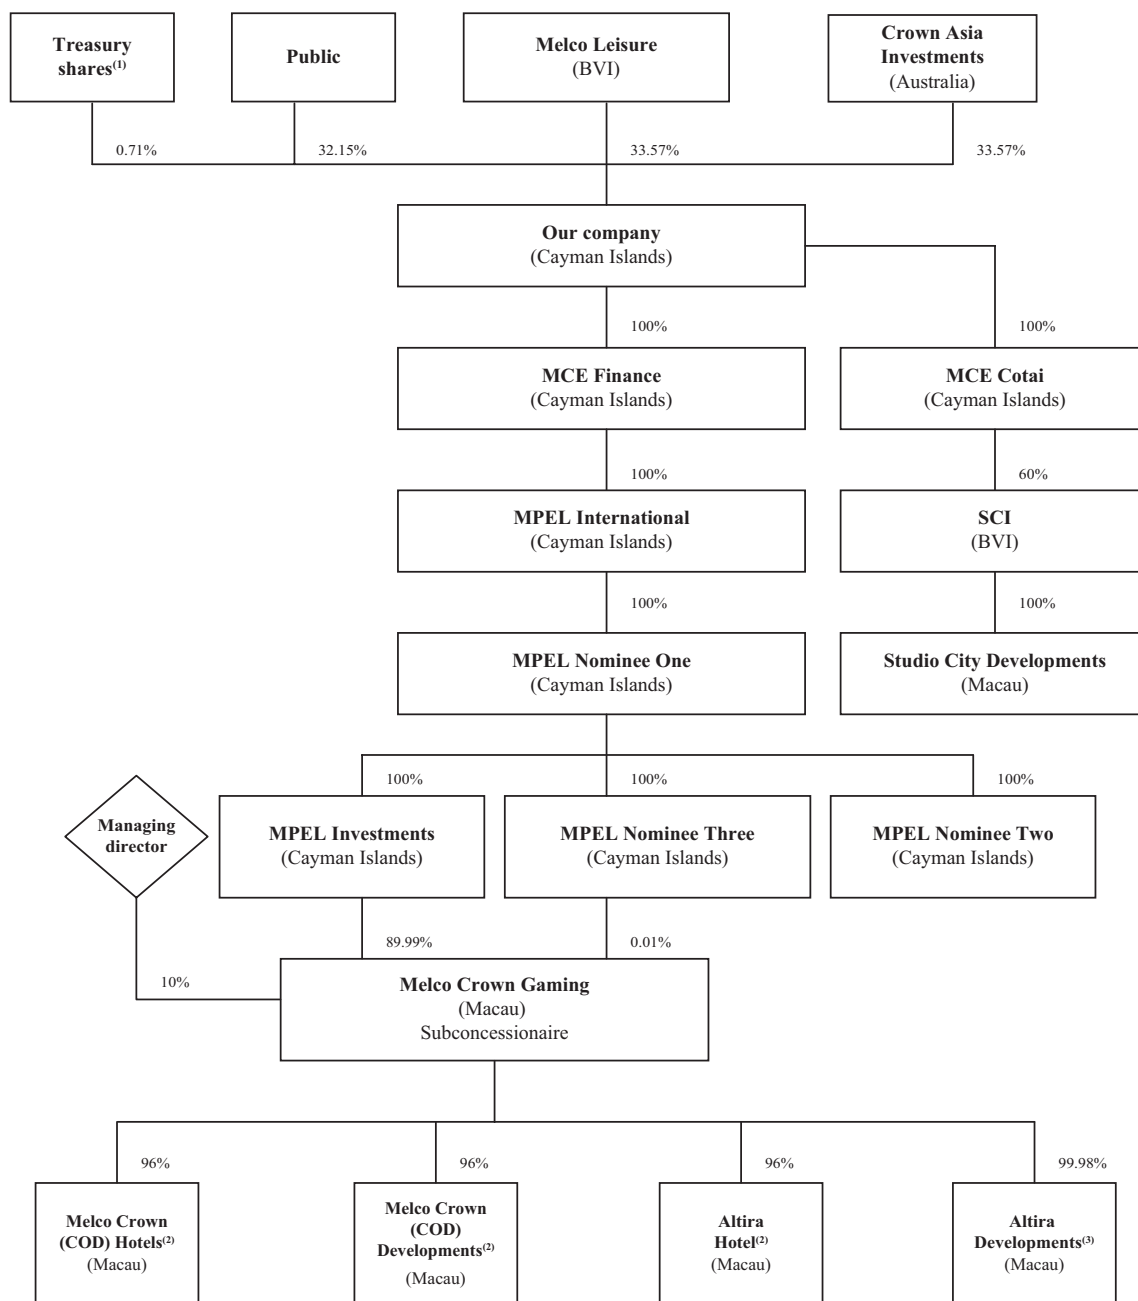 Treasury
shares(1)
Public
Melco Leisure
(BVI)
Crown Asia
Investments
(Australia)
0.71%
32.15%
33.57%
33.57%
Our company
(Cayman Islands)
100%
100%
MCE Finance
(Cayman Islands)
MCE Cotai
(Cayman Islands)
100%
60%
MPEL International
(Cayman Islands)
SCI
(BVI)
100%
100%
MPEL Nominee One
(Cayman Islands)
Studio City Developments
(Macau)
100%
100%
100%
Managing
director
MPEL Investments
(Cayman Islands)
MPEL Nominee Three
(Cayman Islands)
MPEL Nominee Two
(Cayman Islands)
89.99%
0.01%
10%
Melco Crown Gaming
(Macau)
Subconcessionaire
96%
96%
96%
99.98%
Melco Crown
(COD) Hotels(2)
(Macau)
Melco Crown
(COD)
Developments(2)
(Macau)
Altira
Hotel(2)
(Macau)
Altira
Developments(3)
(Macau)